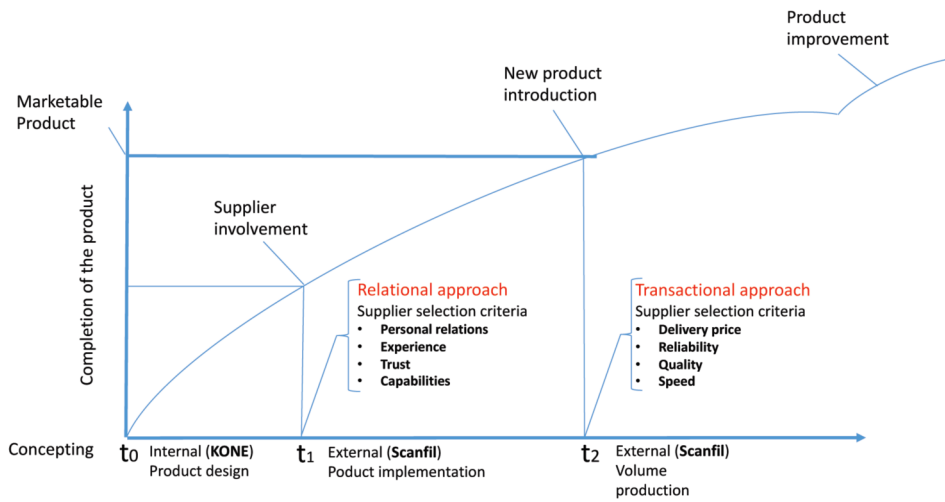 Product
improvement
New product
introduction
Marketable
Product
Supplier
involvement
Completion of the product
Relational approach
Supplier selection criteria
• Personal relations
• Experience
• Trust
• Capabilities
Transactional approach
Supplier selection criteria
• Delivery price
• Reliability
• Quality
• Speed
Concepting
t0 Internal (KONE)
Product design
t1 External (Scanfil)
Poduct implementation
t2 External (Scanfil)
Volume
production